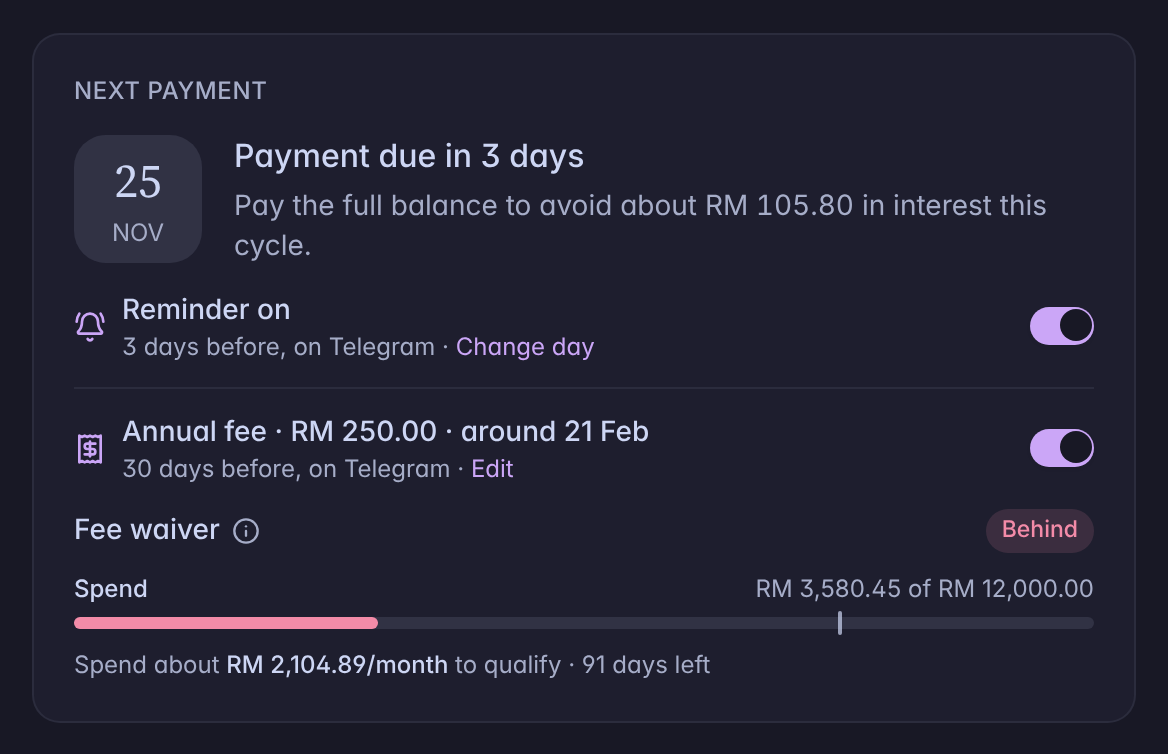 NEXT PAYMENT
25
NOV
Payment due in 3 days
Pay the full balance to avoid about RM 105.80 in interest this
cycle.
Reminder on
3 days before, on Telegram · Change day
Annual fee · RM 250.00 · around 21 Feb
30 days before, on Telegram · Edit
Fee waiver
Behind
Spend
RM 3,580.45 of RM 12,000.00
Spend about RM 2,104.89/month to qualify · 91 days left